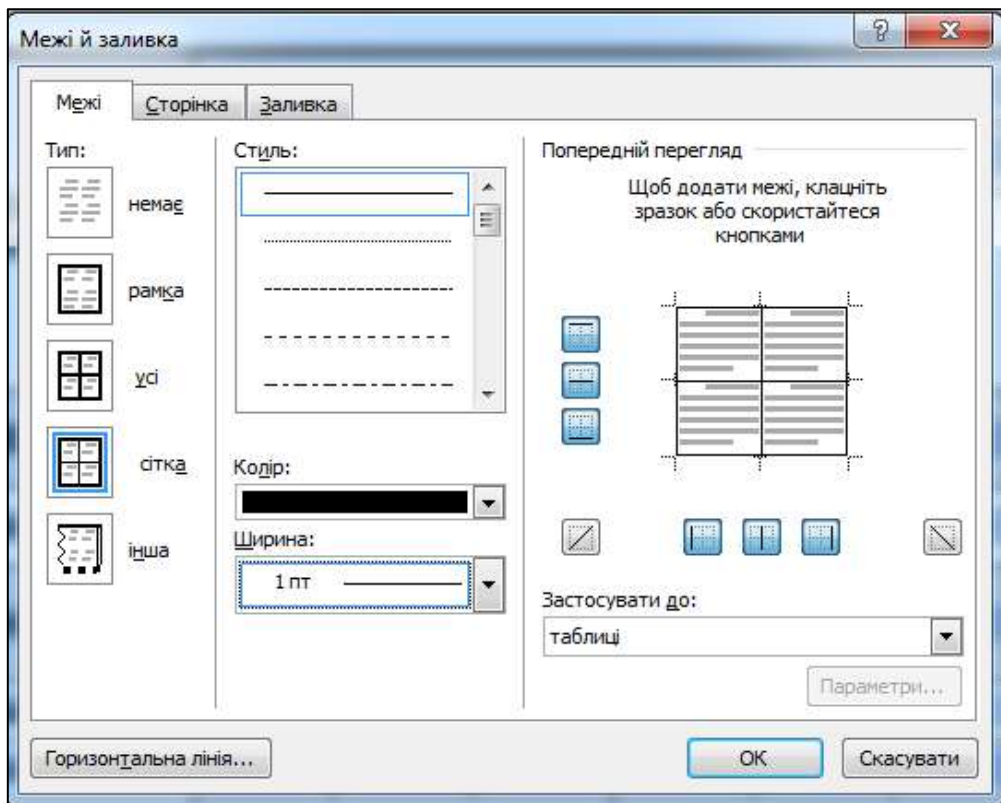 Межі й заливка
Межі
Сторінка
Заливка
Тип:
немає
рамка
усі
сітка
інша
Стиль:
Колір:
Ширина:
1 пт
Попередній перегляд
Щоб додати межі, клацніть
зразок або скористайтеся
кнопками
Застосувати до:
таблиці
Параметри...
Горизонтальна лінія...
ОК
Скасувати